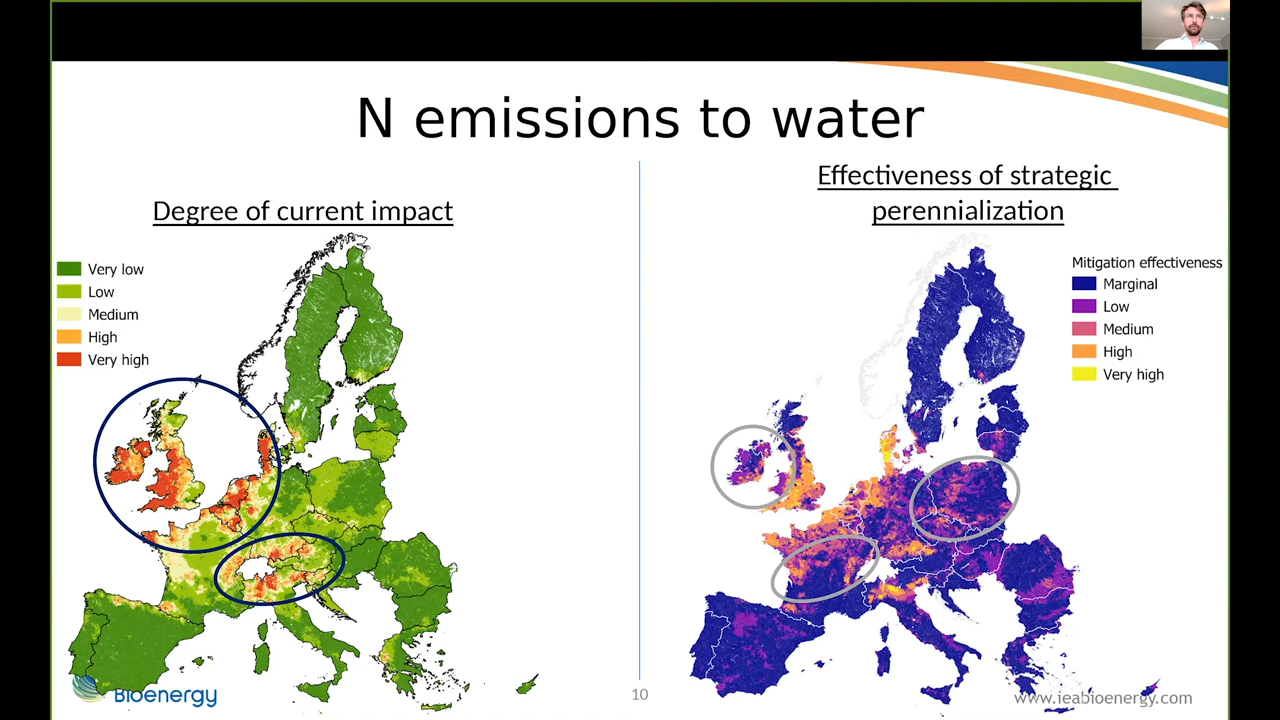 N emissions to water
Degree of current impact
Very low
Low
Medium
High
Very high
Effectiveness of strategic
perennialization
Mitigation effectiveness
Marginal
Low
Medium
High
Very high
Bioenergy
10
www.ieabioenergy.com